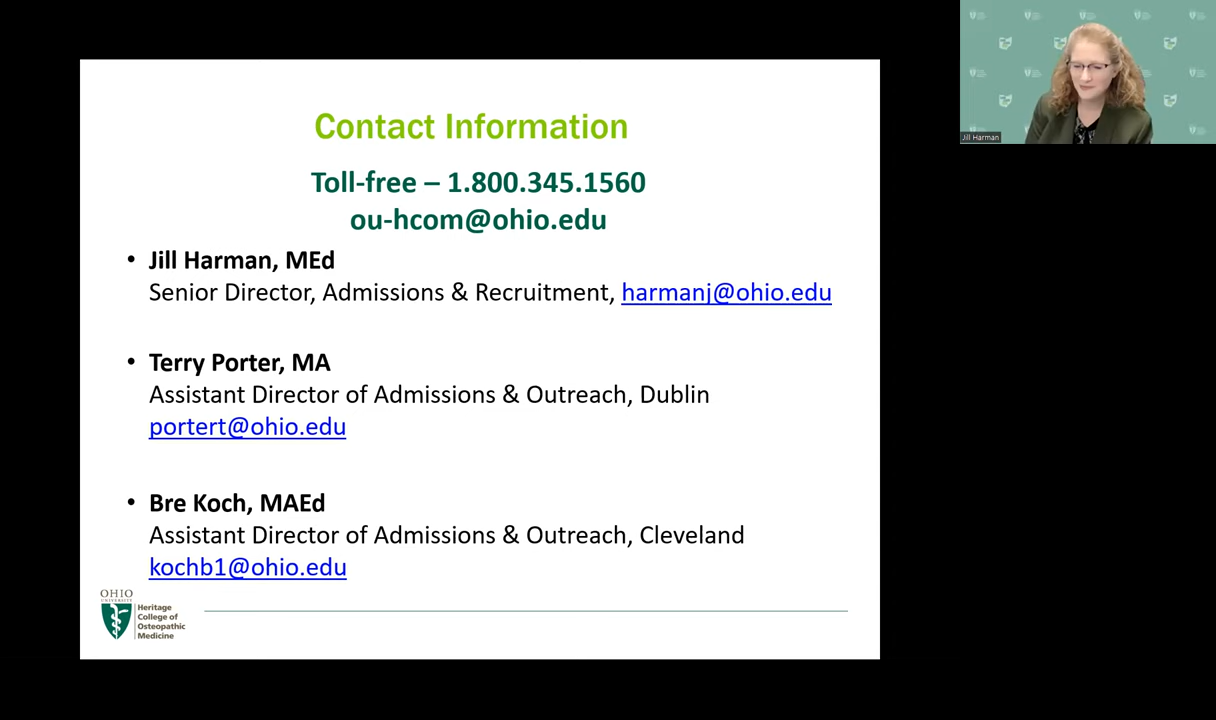 Contact Information
Toll-free – 1.800.345.1560
ou-hcom@ohio.edu
• Jill Harman, MEd
Senior Director, Admissions & Recruitment, harmanj@ohio.edu
• Terry Porter, MA
Assistant Director of Admissions & Outreach, Dublin
portert@ohio.edu
• Bre Koch, MAEd
Assistant Director of Admissions & Outreach, Cleveland
kochb1@ohio.edu
OHIO
UNIVERSITY
Heritage
College of
Osteopathic
Medicine
Jill Harman